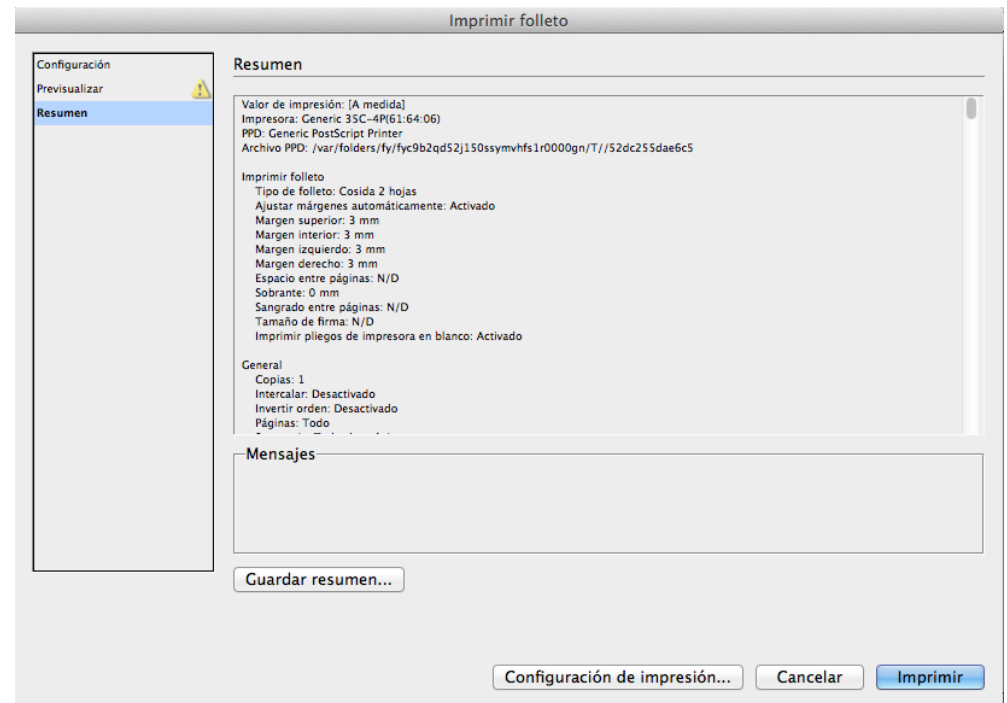 Imprimir folleto
Configuración
Previsualizar
Resumen
Resumen
Valor de impresión: [A medida]
Impresora: Generic 35C-4P(61:64:06)
PPD: Generic PostScript Printer
Archivo PPD: /var/folders/fy/fyc9b2qd52j150ssymvhfs1r0000gn/T//52dc255dae6c5
Imprimir folleto
Tipo de folleto: Cosida 2 hojas
Ajustar márgenes automáticamente: Activado
Margen superior: 3 mm
Margen interior: 3 mm
Margen izquierdo: 3 mm
Margen derecho: 3 mm
Espacio entre páginas: N/D
Sobrante: 0 mm
Sangrado entre páginas: N/D
Tamaño de firma: N/D
Imprimir pliegos de impresora en blanco: Activado
General
Copias: 1
Intercalar: Desactivado
Invertir orden: Desactivado
Páginas: Todo
Mensajes
Guardar resumen...
Configuración de impresión...
Cancelar
Imprimir